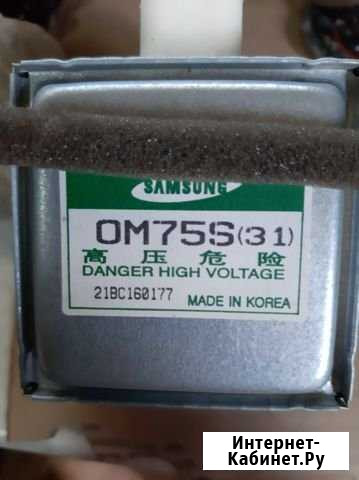 SAMSUNG
OM75S(31)
高压危险
DANGER HIGH VOLTAGE
21BC160177 MADE IN KOREA
Интернет-
Кабинет.Ру